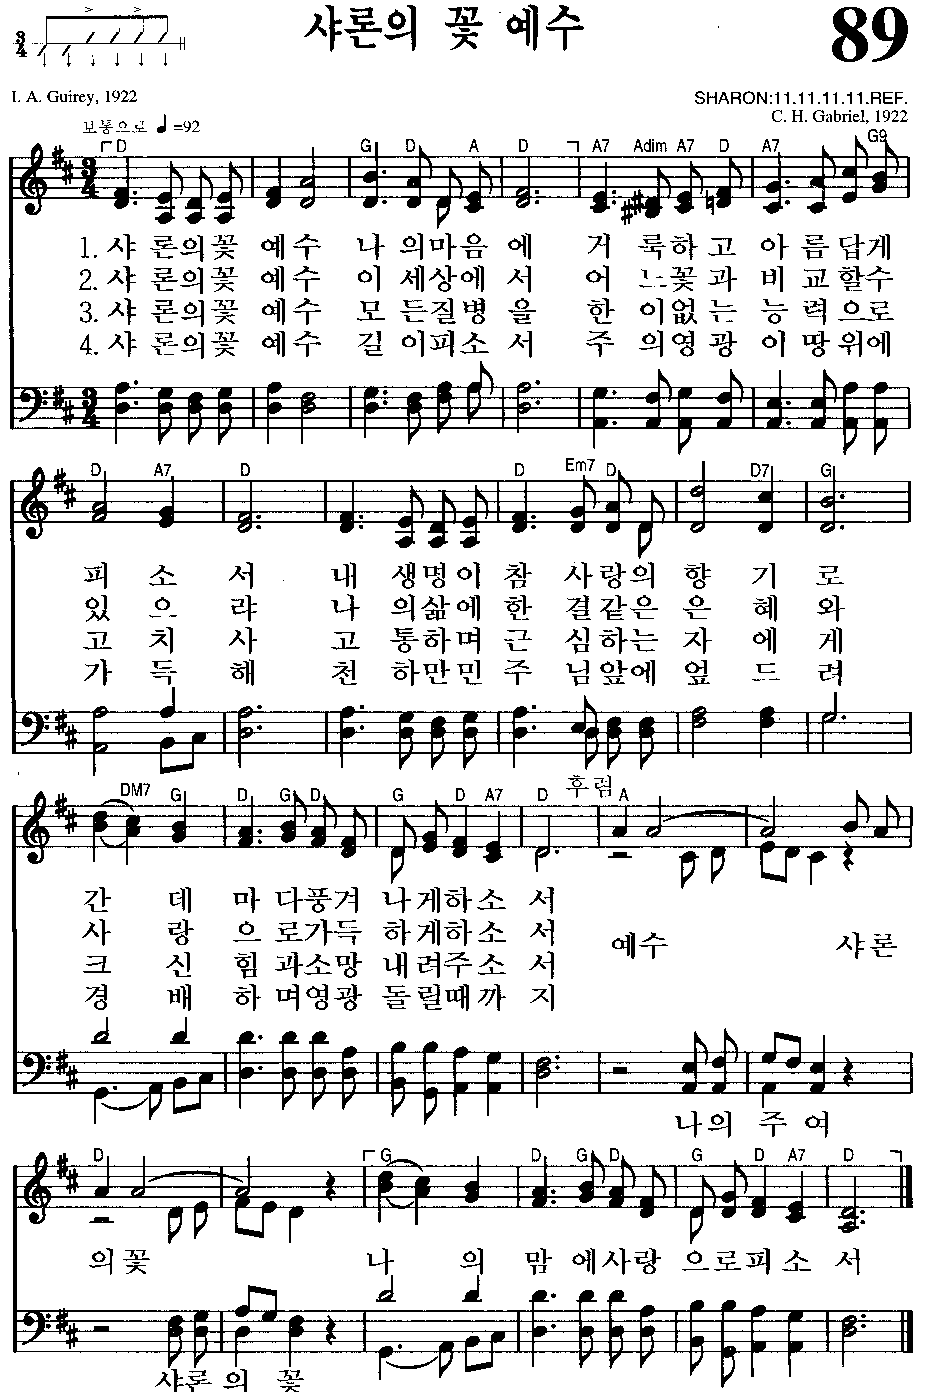 3/4
샤론의 꽃 예수
89
I. A. Guirey, 1922
SHARON:11.11.11.11.REF.
C. H. Gabriel, 1922
보통으로 ♩=92
D G D A D A7 Adim A7 D A7 G9
1. 샤 론의꽃 예수 나 의마음 에 거 룩하고 아 름 답게
2. 샤 론의꽃 예수 이 세상에 서 어 느꽃과 비 교 할수
3. 샤 론의꽃 예수 모 든질병 을 한 이없는 능 력 으로
4. 샤 론의꽃 예수 길 이피소 서 주 의영광 이 땅 위에
D A7 D D Em7 D D7 G
피 소 서 내 생명이 참 사랑의 향 기 로
있 으 랴 나 의삶에 한 결같은 은 혜 와
고 치 사 고 통하며 근 심하는 자 에 게
가 득 해 천 하만민 주 님앞에 엎 드 려
후렴
DM7 G D G D G D A7 D A
간 데 마 다풍겨 나게하소 서
사 랑 으 로가득 하게하소 서
크 신 힘 과소망 내려주소 서
경 배 하 며영광 돌릴때까 지
예수 샤론
나의 주 여
D G D G D G D A7 D
의꽃 나 의 맘 에사랑 으로피소 서
샤론 의 꽃